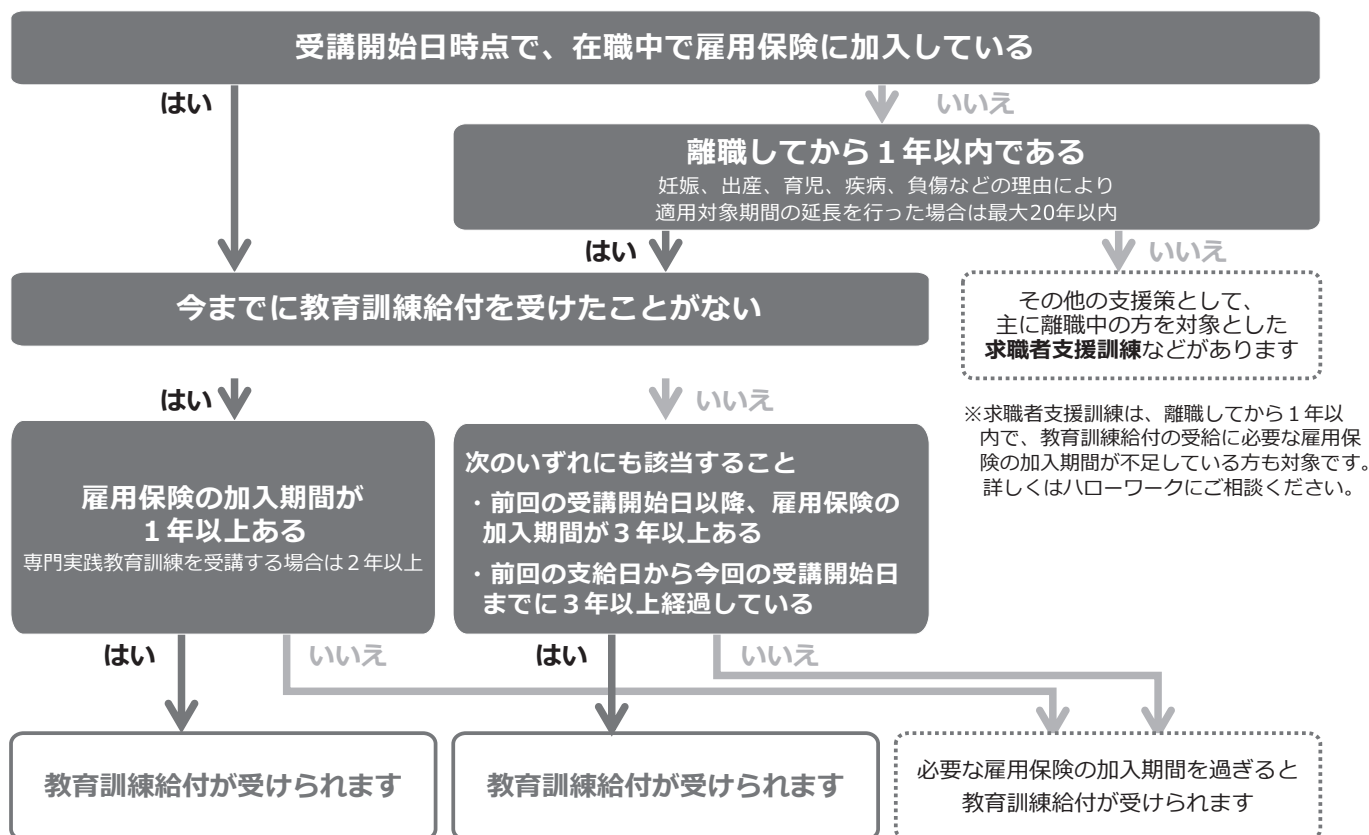 受講開始日時点で、在職中で雇用保険に加入している
はい
いいえ
離職してから１年以内である
妊娠、出産、育児、疾病、負傷などの理由により
適用対象期間の延長を行った場合は最大20年以内
はい
いいえ
今までに教育訓練給付を受けたことがない
その他の支援策として、
主に離職中の方を対象とした
求職者支援訓練などがあります
はい
いいえ
※求職者支援訓練は、離職してから１年以
内で、教育訓練給付の受給に必要な雇用保
険の加入期間が不足している方も対象です。
詳しくはハローワークにご相談ください。
雇用保険の加入期間が
１年以上ある
専門実践教育訓練を受講する場合は２年以上
次のいずれにも該当すること
・前回の受講開始日以降、雇用保険の
加入期間が３年以上ある
・前回の支給日から今回の受講開始日
までに３年以上経過している
はい
いいえ
はい
いいえ
教育訓練給付が受けられます
教育訓練給付が受けられます
必要な雇用保険の加入期間を過ぎると
教育訓練給付が受けられます